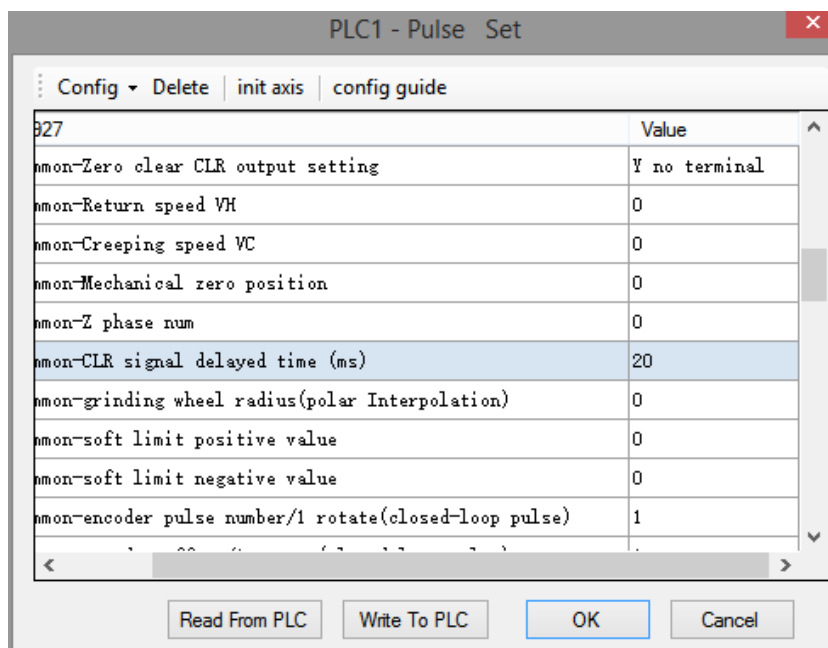 PLC1 - Pulse Set
Config Delete init axis config guide
927 Value
mmon-Zero clear CLR output setting Y no terminal
mmon-Return speed VH 0
mmon-Creeping speed VC 0
mmon-Mechanical zero position 0
mmon-Z phase num 0
mmon-CLR signal delayed time (ms) 20
mmon-grinding wheel radius(polar Interpolation) 0
mmon-soft limit positive value 0
mmon-soft limit negative value 0
mmon-encoder pulse number/1 rotate(closed-loop pulse) 1
Read From PLC Write To PLC OK Cancel